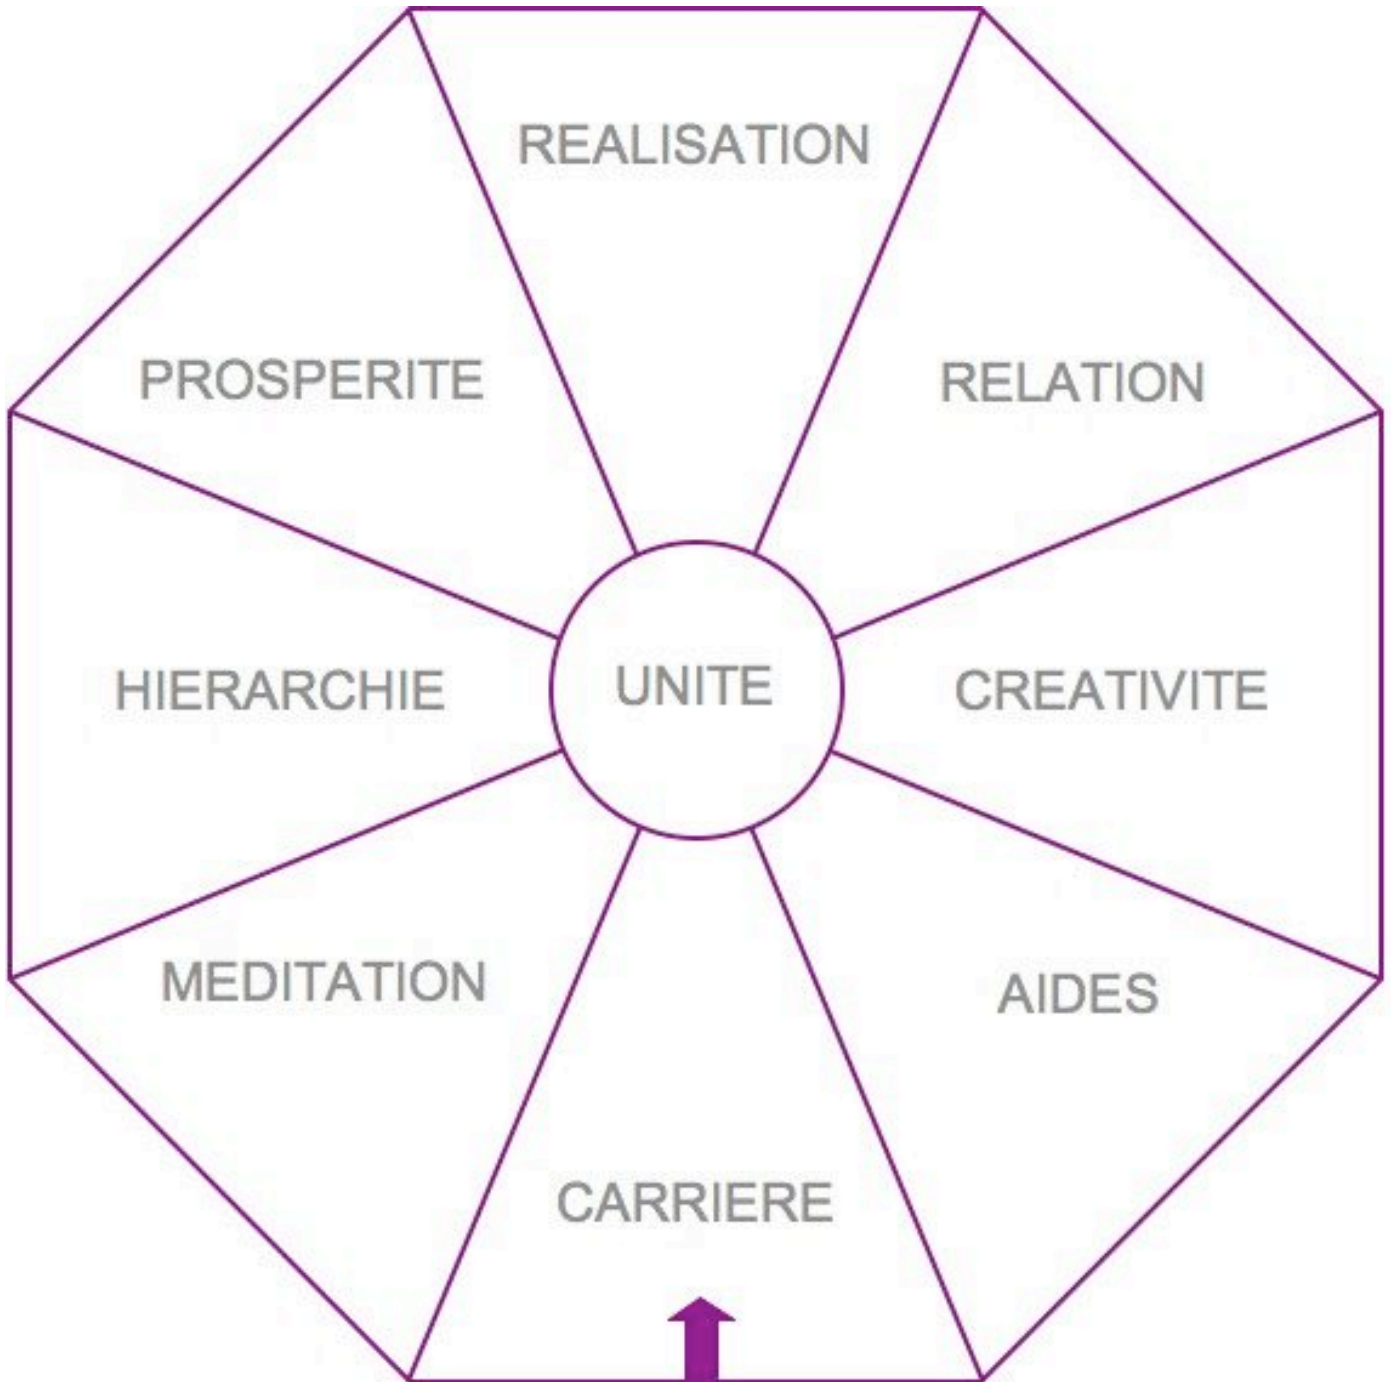 REALISATION
PROSPERITE
RELATION
HIERARCHIE
UNITE
CREATIVITE
MEDITATION
AIDES
CARRIERE